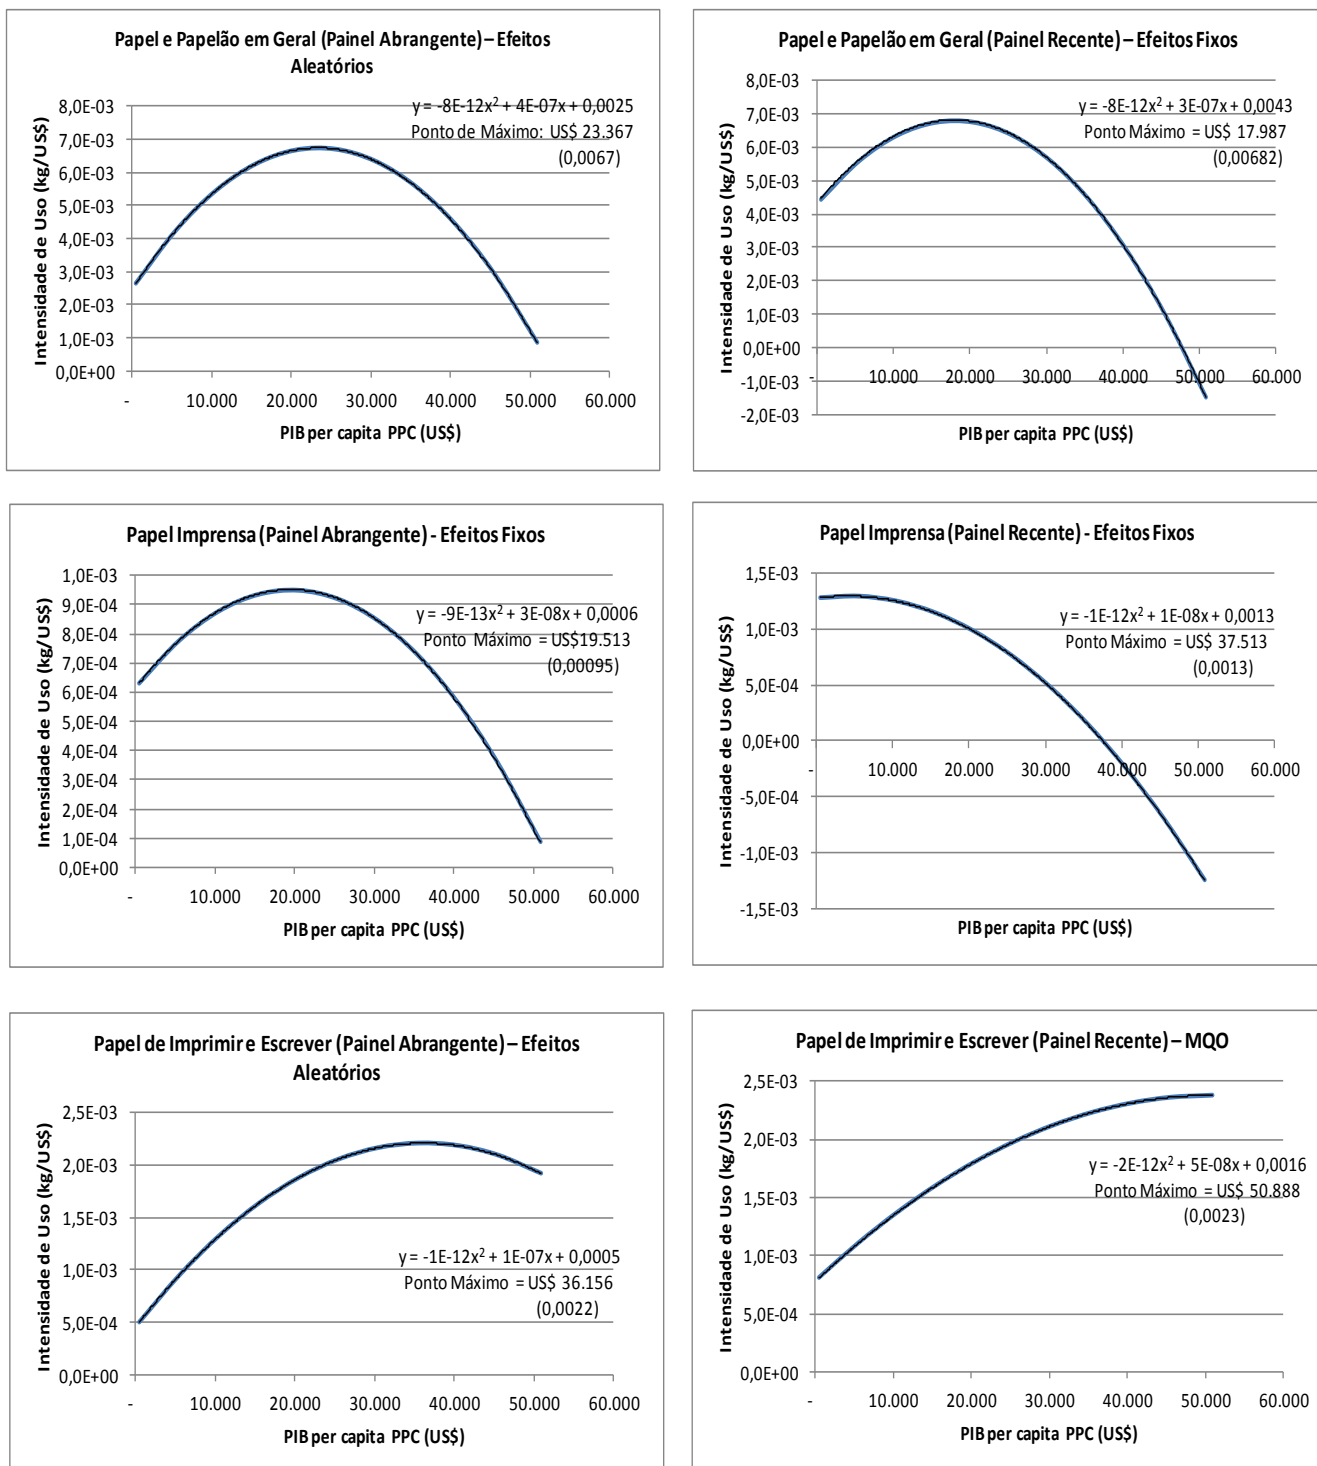 Papel e Papelão em Geral (Painel Abrangente) – Efeitos
Aleatórios
Intensidade de Uso (kg/US$)
8,0E-03
7,0E-03
6,0E-03
5,0E-03
4,0E-03
3,0E-03
2,0E-03
1,0E-03
0,0E+00
y = -8E-12x² + 4E-07x + 0,0025
Ponto de Máximo: US$ 23.367
(0,0067)
- 10.000 20.000 30.000 40.000 50.000 60.000
PIB per capita PPC (US$)
Papel e Papelão em Geral (Painel Recente) – Efeitos Fixos
Intensidade de Uso (kg/US$)
8,0E-03
7,0E-03
6,0E-03
5,0E-03
4,0E-03
3,0E-03
2,0E-03
1,0E-03
0,0E+00
-1,0E-03
-2,0E-03
y = -8E-12x² + 3E-07x + 0,0043
Ponto Máximo = US$ 17.987
(0,00682)
- 10.000 20.000 30.000 40.000 50.000 60.000
PIB per capita PPC (US$)
Papel Imprensa (Painel Abrangente) - Efeitos Fixos
Intensidade de Uso (kg/US$)
1,0E-03
9,0E-04
8,0E-04
7,0E-04
6,0E-04
5,0E-04
4,0E-04
3,0E-04
2,0E-04
1,0E-04
0,0E+00
y = -9E-13x² + 3E-08x + 0,0006
Ponto Máximo = US$19.513
(0,00095)
- 10.000 20.000 30.000 40.000 50.000 60.000
PIB per capita PPC (US$)
Papel Imprensa (Painel Recente) - Efeitos Fixos
Intensidade de Uso (kg/US$)
1,5E-03
1,0E-03
5,0E-04
0,0E+00
-5,0E-04
-1,0E-03
-1,5E-03
y = -1E-12x² + 1E-08x + 0,0013
Ponto Máximo = US$ 37.513
(0,0013)
- 10.000 20.000 30.000 40.000 50.000 60.000
PIB per capita PPC (US$)
Papel de Imprimir e Escrever (Painel Abrangente) – Efeitos
Aleatórios
Intensidade de Uso (kg/US$)
2,5E-03
2,0E-03
1,5E-03
1,0E-03
5,0E-04
0,0E+00
y = -1E-12x² + 1E-07x + 0,0005
Ponto Máximo = US$ 36.156
(0,0022)
- 10.000 20.000 30.000 40.000 50.000 60.000
PIB per capita PPC (US$)
Papel de Imprimir e Escrever (Painel Recente) – MQO
Intensidade de Uso (kg/US$)
2,5E-03
2,0E-03
1,5E-03
1,0E-03
5,0E-04
0,0E+00
y = -2E-12x² + 5E-08x + 0,0016
Ponto Máximo = US$ 50.888
(0,0023)
- 10.000 20.000 30.000 40.000 50.000 60.000
PIB per capita PPC (US$)